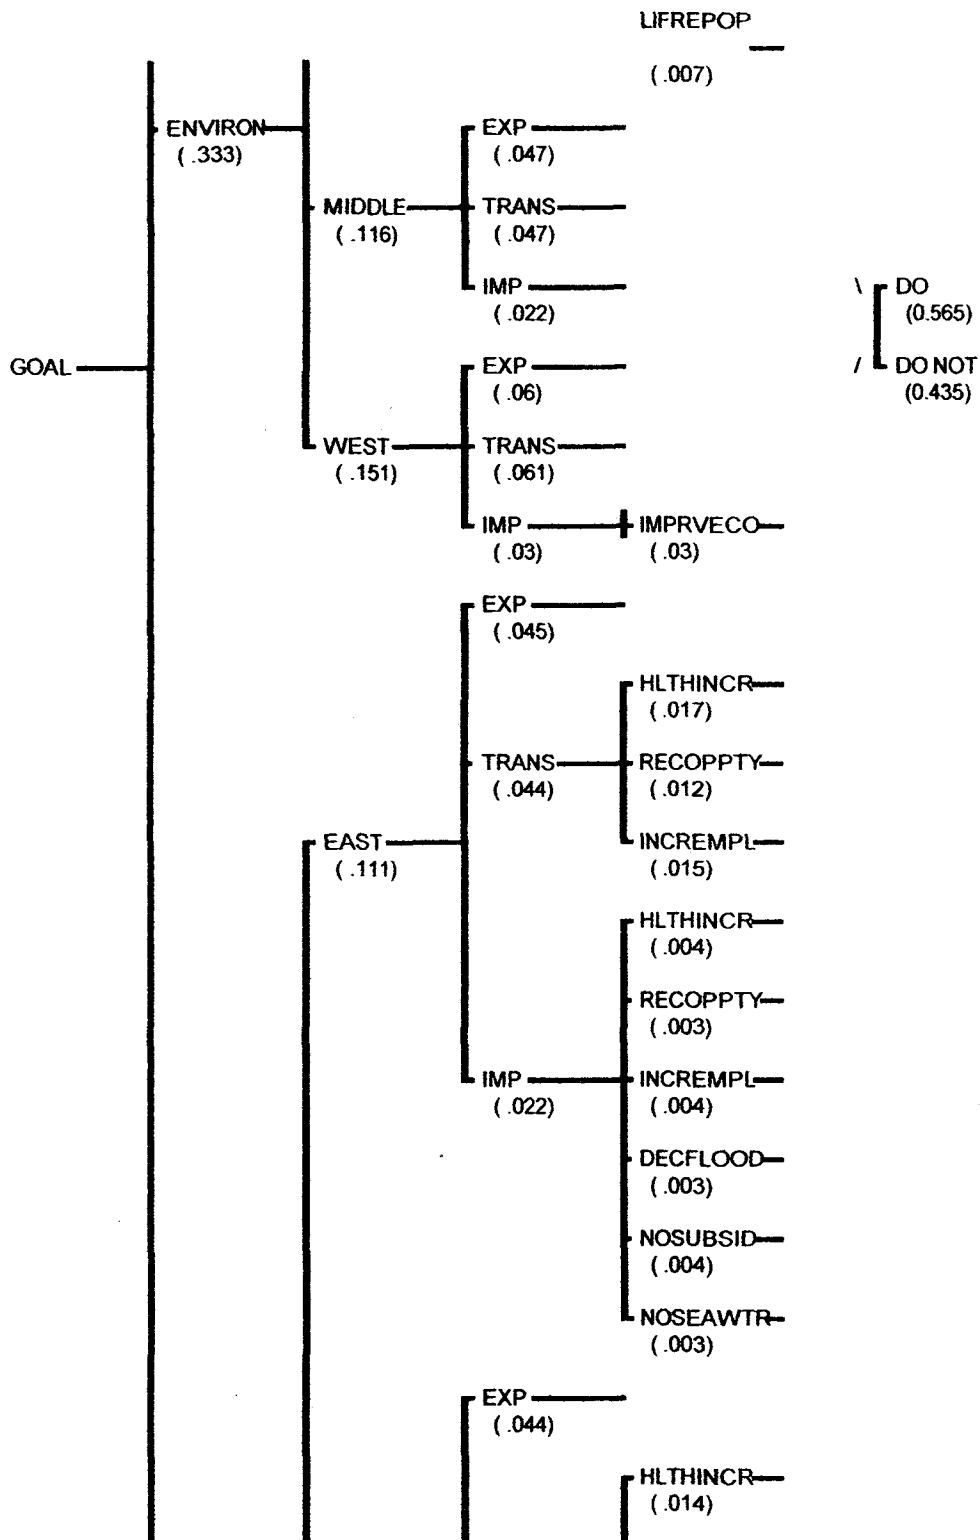 LIFREPOP
( .007)
ENVIRON
( .333)
EXP
( .047)
MIDDLE
( .116)
TRANS
( .047)
IMP
( .022)
\ DO
(0.565)
GOAL
EXP
( .06)
/ DO NOT
(0.435)
WEST
( .151)
TRANS
( .061)
IMP
( .03)
IMPRVECO
( .03)
EXP
( .045)
HLTHINCR
( .017)
TRANS
( .044)
RECOPPTY
( .012)
EAST
( .111)
INCREMPL
( .015)
HLTHINCR
( .004)
RECOPPTY
( .003)
IMP
( .022)
INCREMPL
( .004)
DECFLOOD
( .003)
NOSUBSID
( .004)
NOSEAWTR
( .003)
EXP
( .044)
HLTHINCR
( .014)